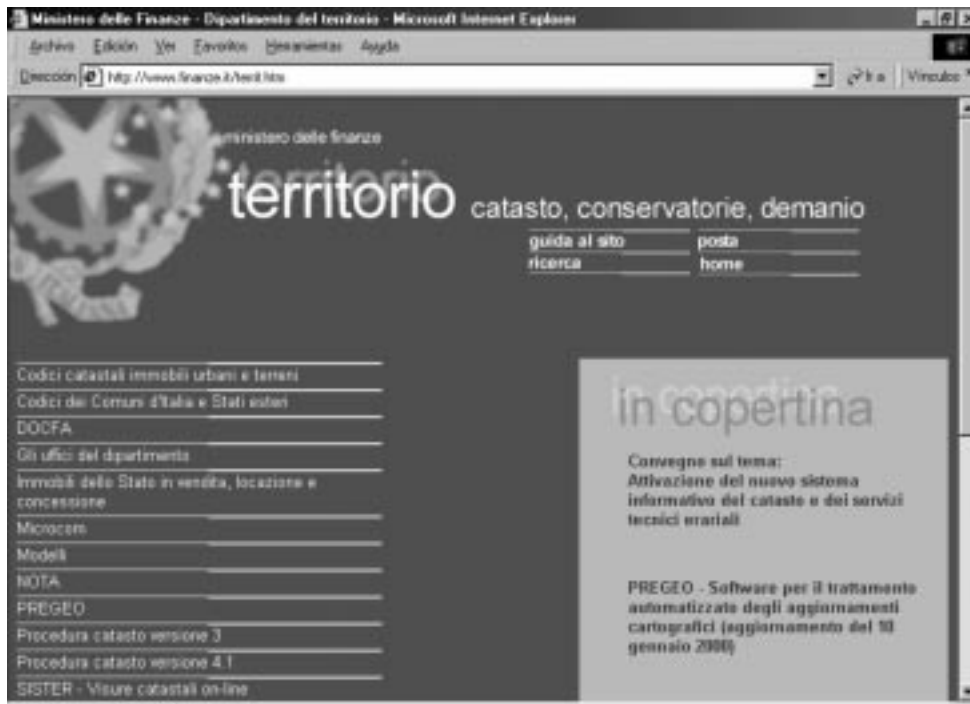 Ministero delle Finanze - Dipartimento del territorio - Microsoft Internet Explorer
Archivo Edición Ver Favoritos Herramientas Ayuda
Dirección http://www.finanze.it/territ.htm Ir a Vínculos
ministero delle finanze
territorio catasto, conservatorie, demanio
guida al sito posta
ricerca home
Codici catastali immobili urbani e terreni
Codici dei Comuni d'Italia e Stati esteri
DOCFA
Gli uffici del dipartimento
Immobili dello Stato in vendita, locazione e
concessione
Microcom
Modelli
NOTA
PREGEO
Procedura catasto versione 3
Procedura catasto versione 4.1
SISTER - Visure catastali on-line
in copertina
Convegno sul tema:
Attivazione del nuovo sistema
informativo del catasto e dei servizi
tecnici erariali
PREGEO - Software per il trattamento
automatizzato degli aggiornamenti
cartografici (aggiornamento del 10
gennaio 2000)